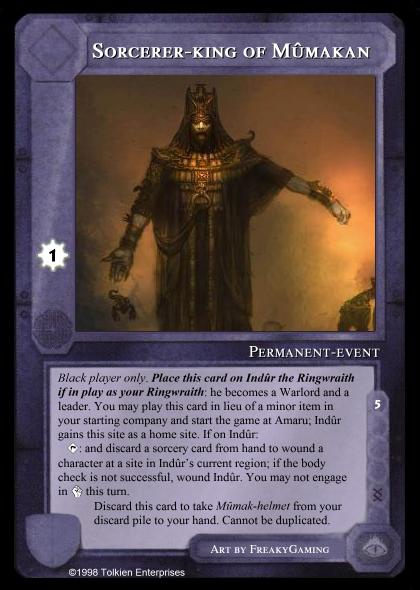 SORCERER-KING OF MÛMAKAN
1
PERMANENT-EVENT
Black player only. Place this card on Indûr the Ringwraith
if in play as your Ringwraith: he becomes a Warlord and a
leader. You may play this card in lieu of a minor item in
your starting company and start the game at Amaru; Indûr
gains this site as a home site. If on Indûr:
: and discard a sorcery card from hand to wound a
character at a site in Indûr's current region; if the body
check is not successful, wound Indûr. You may not engage
in this turn.
Discard this card to take Mûmak-helmet from your
discard pile to your hand. Cannot be duplicated.
5
ART BY FREAKYGAMING
©1998 Tolkien Enterprises